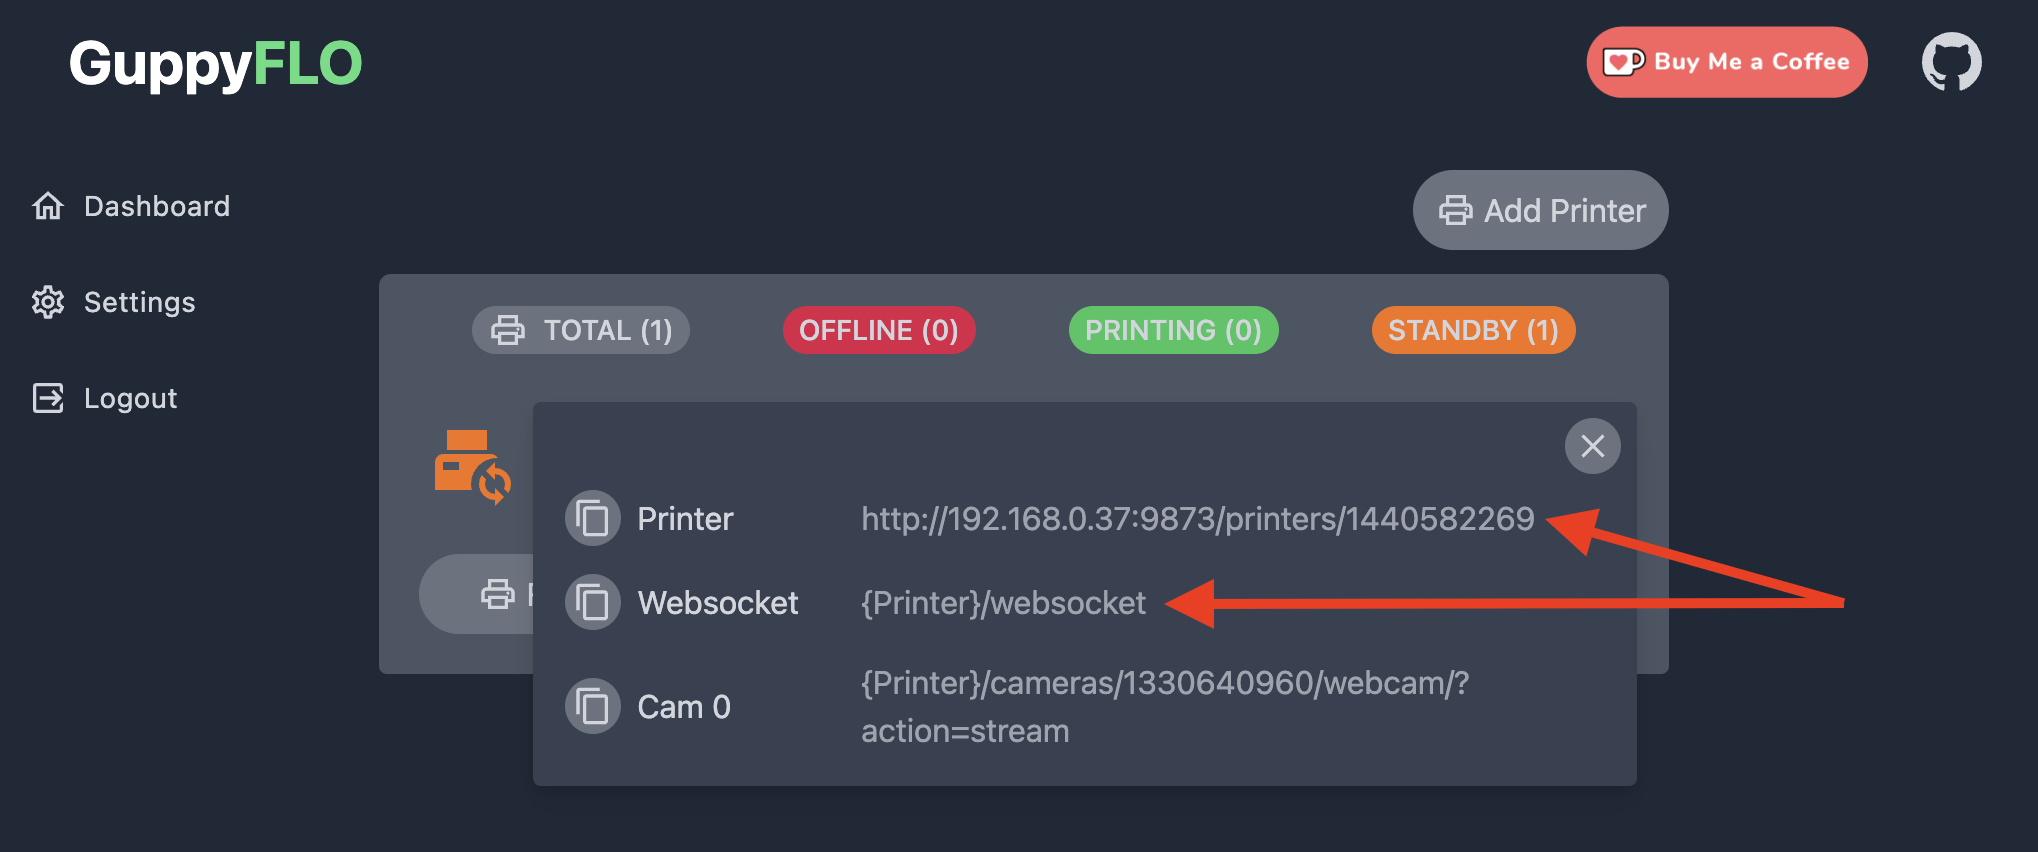 GuppyFLO
Buy Me a Coffee
Dashboard
Settings
Logout
Add Printer
TOTAL (1)
OFFLINE (0)
PRINTING (0)
STANDBY (1)
Printer
http://192.168.0.37:9873/printers/1440582269
Websocket
{Printer}/websocket
Cam 0
{Printer}/cameras/1330640960/webcam/?
action=stream